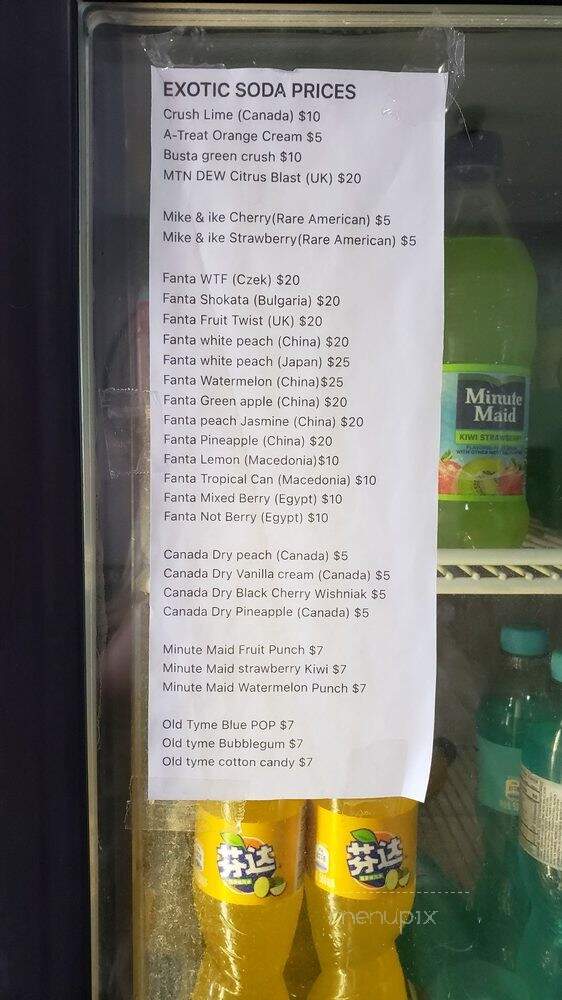 EXOTIC SODA PRICES
Crush Lime (Canada) $10
A-Treat Orange Cream $5
Busta green crush $10
MTN DEW Citrus Blast (UK) $20
Mike & ike Cherry(Rare American) $5
Mike & ike Strawberry(Rare American) $5
Fanta WTF (Czek) $20
Fanta Shokata (Bulgaria) $20
Fanta Fruit Twist (UK) $20
Fanta white peach (China) $20
Fanta white peach (Japan) $25
Fanta Watermelon (China)$25
Fanta Green apple (China) $20
Fanta peach Jasmine (China) $20
Fanta Pineapple (China) $20
Fanta Lemon (Macedonia)$10
Fanta Tropical Can (Macedonia) $10
Fanta Mixed Berry (Egypt) $10
Fanta Not Berry (Egypt) $10
Canada Dry peach (Canada) $5
Canada Dry Vanilla cream (Canada) $5
Canada Dry Black Cherry Wishniak $5
Canada Dry Pineapple (Canada) $5
Minute Maid Fruit Punch $7
Minute Maid strawberry Kiwi $7
Minute Maid Watermelon Punch $7
Old Tyme Blue POP $7
Old tyme Bubblegum $7
Old tyme cotton candy $7
Minute
Maid
KIWI STRAWBERRY
芬达
芬达
menupix